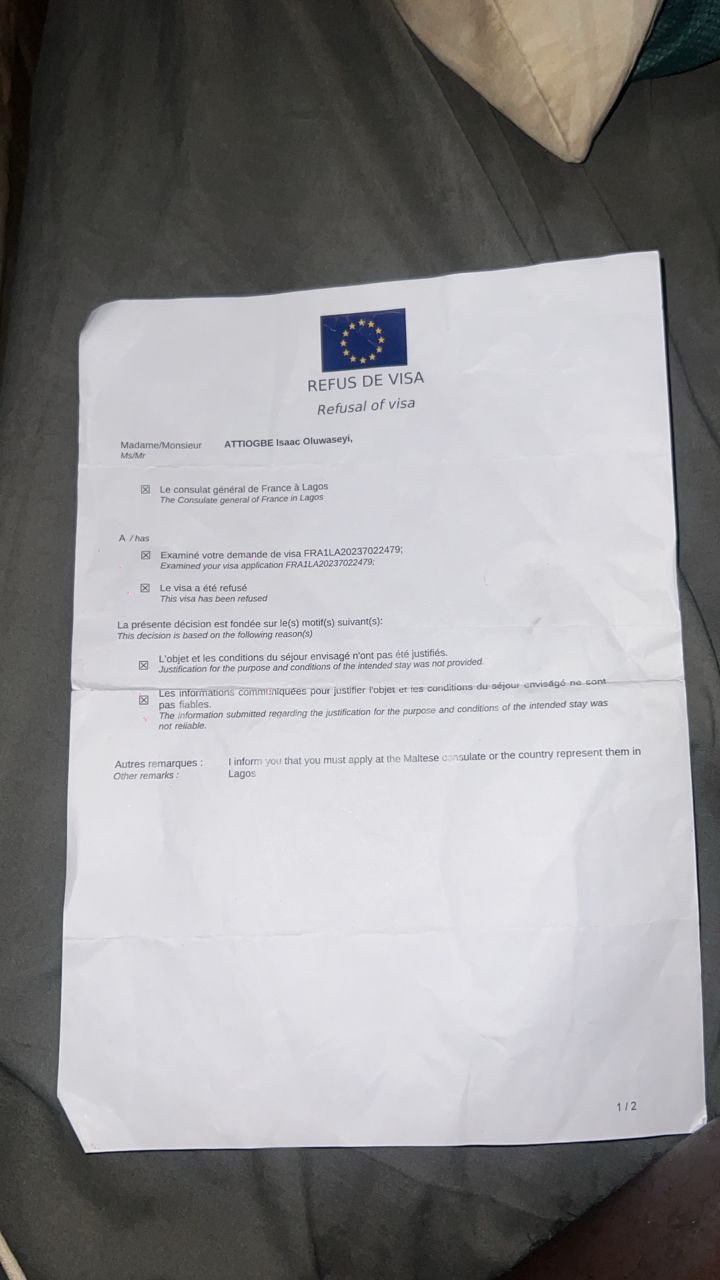 REFUS DE VISA
Refusal of visa
Madame/Monsieur ATTIOGBE Isaac Oluwaseyi,
Ms/Mr
☒ Le consulat général de France à Lagos
The Consulate general of France in Lagos
A / has
☒ Examiné votre demande de visa FRA1LA20237022479;
Examined your visa application FRA1LA20237022479;
☒ Le visa a été refusé
This visa has been refused
La présente décision est fondée sur le(s) motif(s) suivant(s):
This decision is based on the following reason(s)
☒ L'objet et les conditions du séjour envisagé n'ont pas été justifiés.
Justification for the purpose and conditions of the intended stay was not provided.
☒ Les informations communiquées pour justifier l'objet et les conditions du séjour envisagé ne sont
pas fiables.
The information submitted regarding the justification for the purpose and conditions of the intended stay was
not reliable.
Autres remarques : I inform you that you must apply at the Maltese consulate or the country represent them in
Other remarks : Lagos
1 / 2